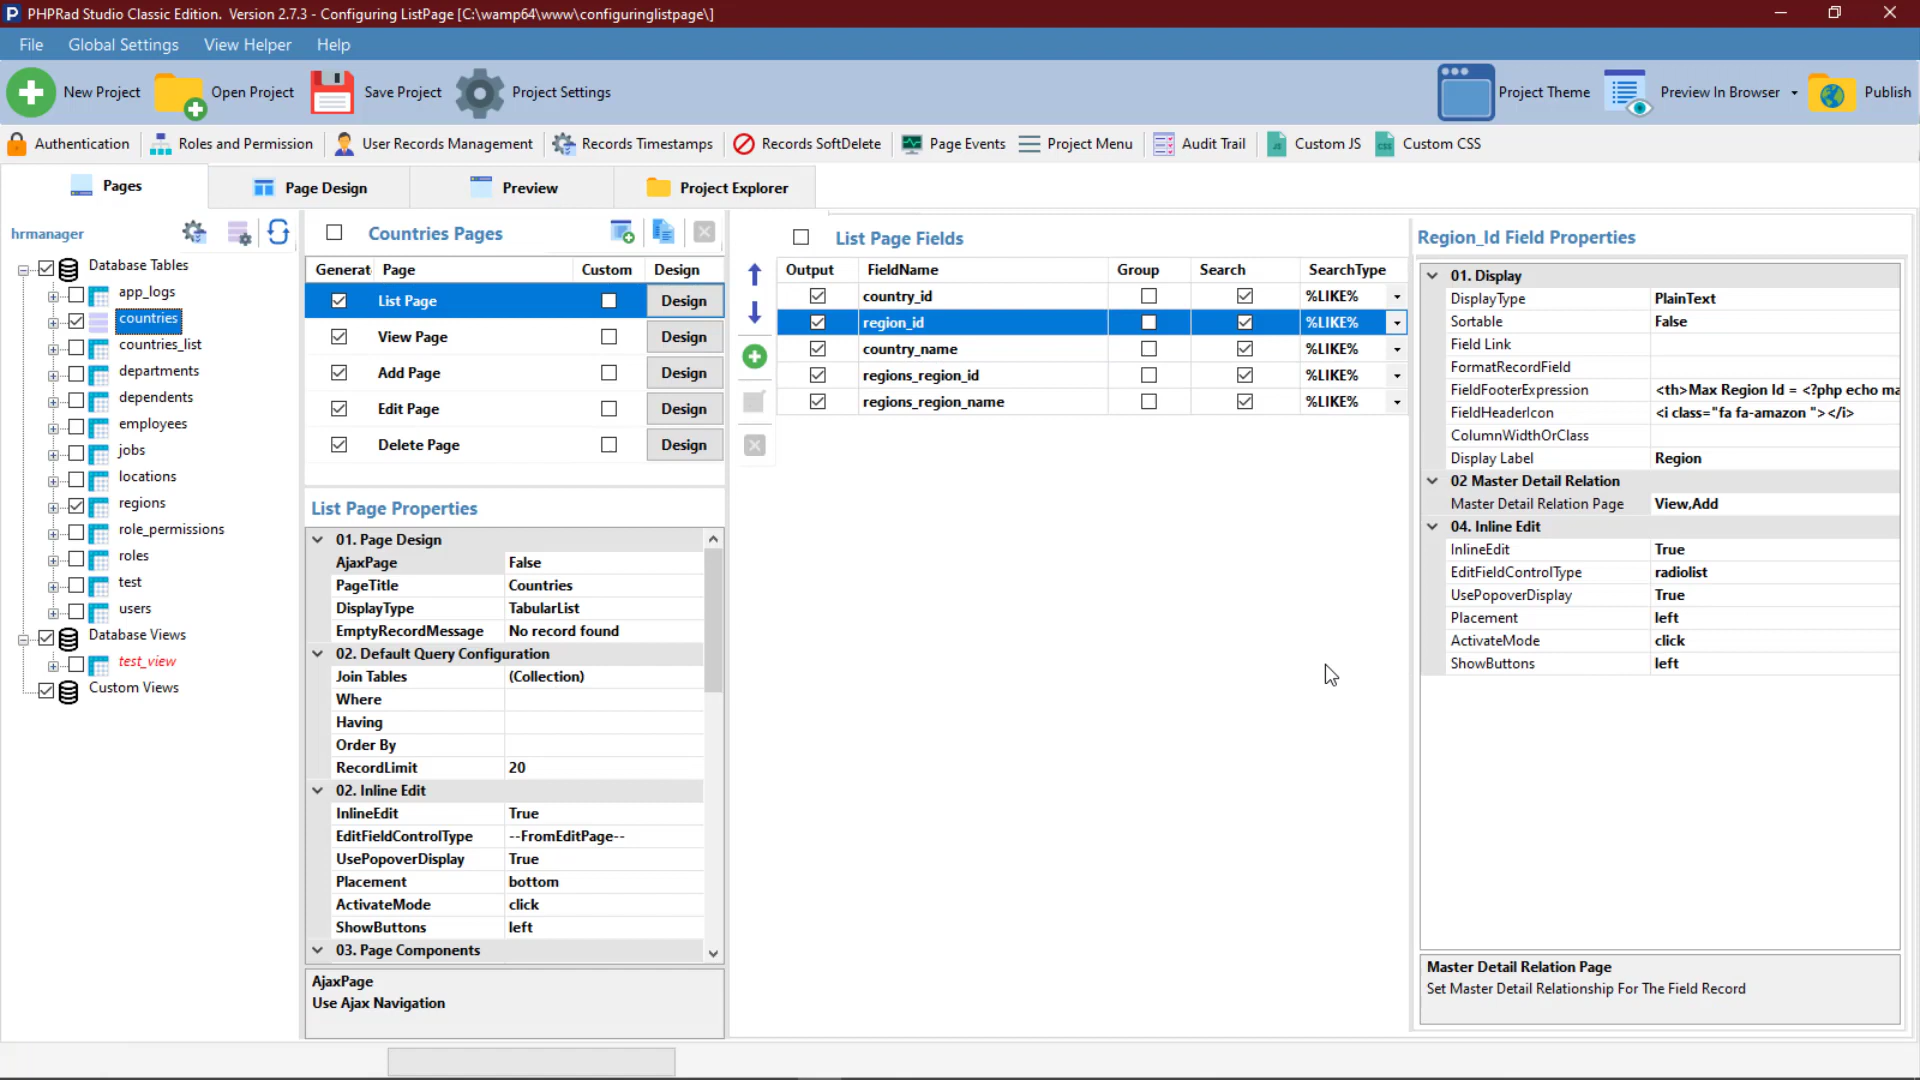 PHPRad Studio Classic Edition. Version 2.7.3 - Configuring ListPage [C:\wamp64\www\configuringlistpage\]
File Global Settings View Helper Help
New Project Open Project Save Project Project Settings Project Theme Preview In Browser Publish
Authentication Roles and Permission User Records Management Records Timestamps Records SoftDelete Page Events Project Menu Audit Trail Custom JS Custom CSS
Pages Page Design Preview Project Explorer
hrmanager
Database Tables
app_logs
countries
countries_list
departments
dependents
employees
jobs
locations
regions
role_permissions
roles
test
users
Database Views
test_view
Custom Views
Countries Pages
Generat Page Custom Design
List Page Design
View Page Design
Add Page Design
Edit Page Design
Delete Page Design
List Page Properties
01. Page Design
AjaxPage False
PageTitle Countries
DisplayType TabularList
EmptyRecordMessage No record found
02. Default Query Configuration
Join Tables (Collection)
Where
Having
Order By
RecordLimit 20
02. Inline Edit
InlineEdit True
EditFieldControlType --FromEditPage--
UsePopoverDisplay True
Placement bottom
ActivateMode click
ShowButtons left
03. Page Components
AjaxPage
Use Ajax Navigation
List Page Fields
Output FieldName Group Search SearchType
country_id %LIKE%
region_id %LIKE%
country_name %LIKE%
regions_region_id %LIKE%
regions_region_name %LIKE%
Region_Id Field Properties
01. Display
DisplayType PlainText
Sortable False
Field Link
FormatRecordField
FieldFooterExpression <th>Max Region Id = <?php echo ma
FieldHeaderIcon <i class="fa fa-amazon "></i>
ColumnWidthOrClass
Display Label Region
02 Master Detail Relation
Master Detail Relation Page View,Add
04. Inline Edit
InlineEdit True
EditFieldControlType radiolist
UsePopoverDisplay True
Placement left
ActivateMode click
ShowButtons left
Master Detail Relation Page
Set Master Detail Relationship For The Field Record